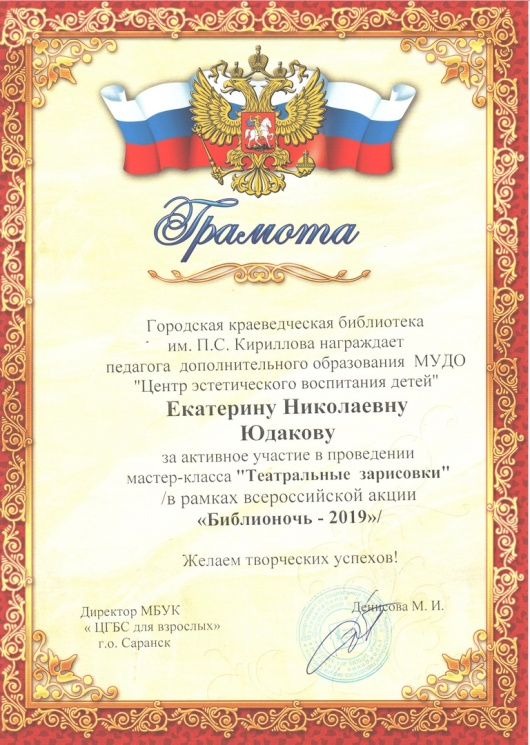 Грамота
Городская краеведческая библиотека
им. П.С. Кириллова награждает
педагога дополнительного образования МУДО
"Центр эстетического воспитания детей"
Екатерину Николаевну
Юдакову
за активное участие в проведении
мастер-класса "Театральные зарисовки"
/в рамках всероссийской акции
«Библионочь - 2019»/
Желаем творческих успехов!
Директор МБУК
« ЦГБС для взрослых»
г.о. Саранск
Денисова М. И.